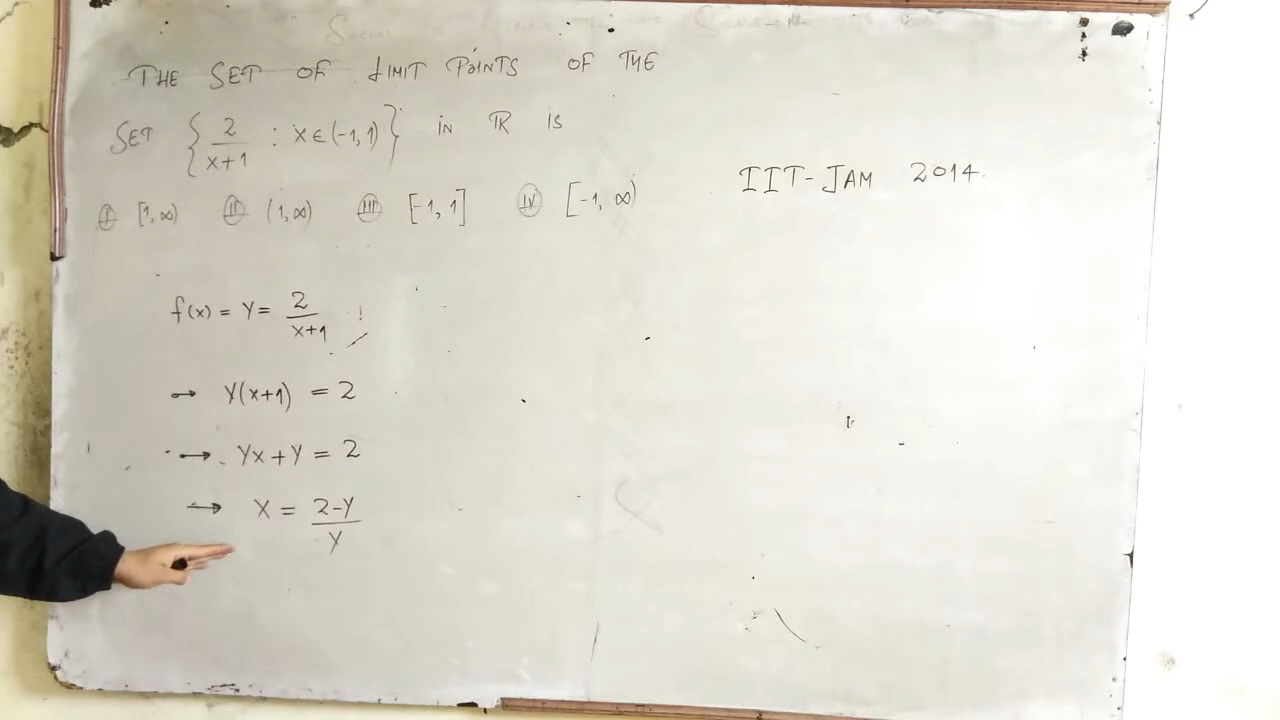 THE SET OF LIMIT POINTS OF THE
SET { 2/(x+1) : x ∈ (-1, 1) } IN ℝ IS
IIT-JAM 2014.
Ⓘ [1, ∞) Ⓘⓘ (1, ∞) Ⓘⓘⓘ [-1, 1] ⒾⓋ [-1, ∞)
f(x) = y = 2/(x+1)
→ y(x+1) = 2
→ yx + y = 2
→ x = (2-y)/y